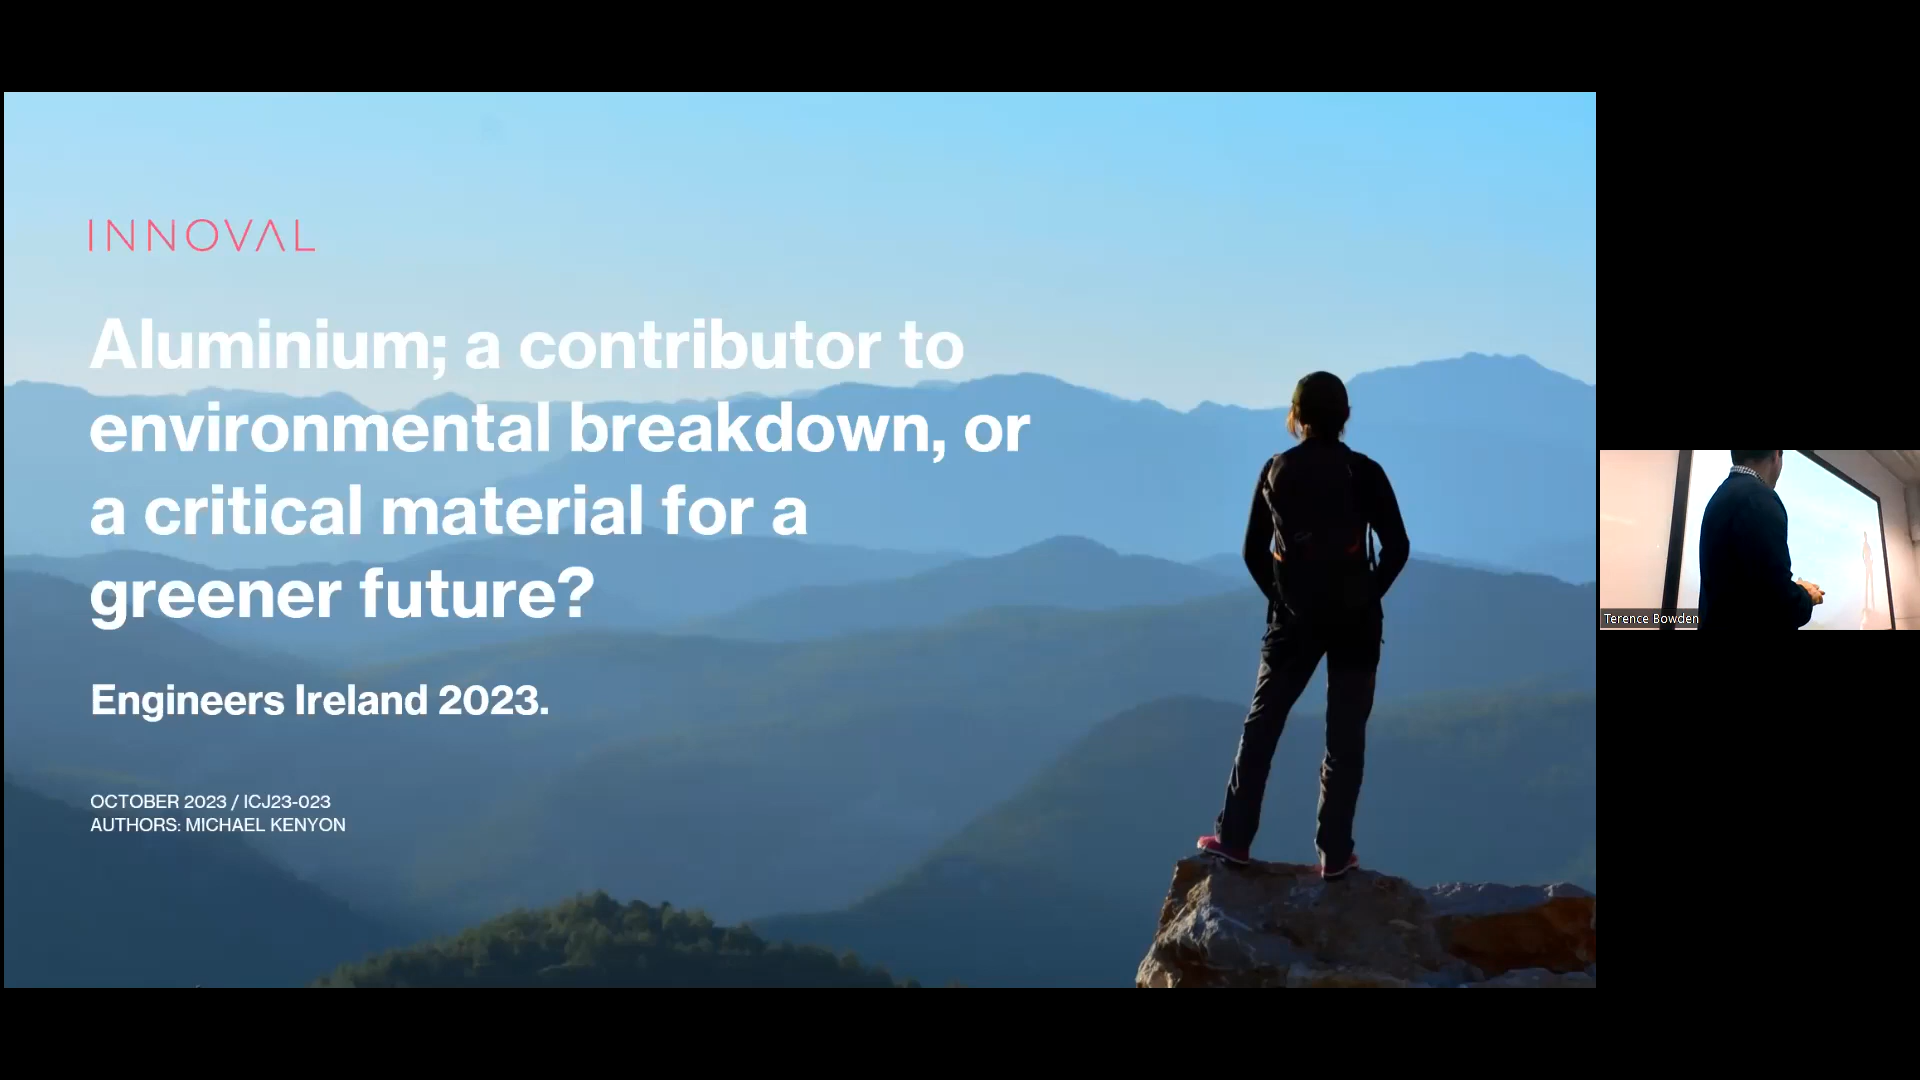 INNOVAL
Aluminium; a contributor to
environmental breakdown, or
a critical material for a
greener future?
Engineers Ireland 2023.
OCTOBER 2023 / ICJ23-023
AUTHORS: MICHAEL KENYON
Terence Bowden